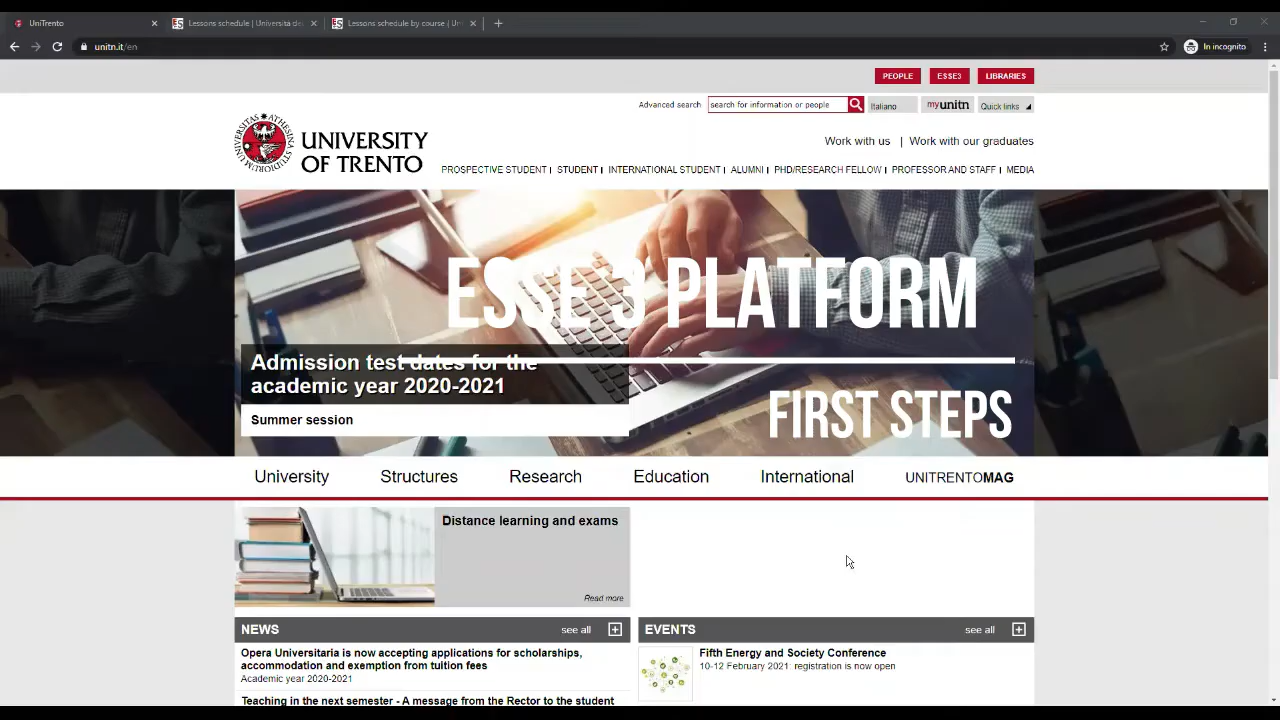 UniTrento
Lessons schedule | Università de
Lessons schedule by course | Un
unitn.it/en
In incognito
PEOPLE
ESSE3
LIBRARIES
Advanced search
search for information or people
Italiano
myunitn
Quick links
UNIVERSITY
OF TRENTO
Work with us | Work with our graduates
PROSPECTIVE STUDENT | STUDENT | INTERNATIONAL STUDENT | ALUMNI | PHD/RESEARCH FELLOW | PROFESSOR AND STAFF | MEDIA
ESSE 3 PLATFORM
Admission test dates for the
academic year 2020-2021
FIRST STEPS
Summer session
University
Structures
Research
Education
International
UNITRENTOMAG
Distance learning and exams
Read more
NEWS
see all
Opera Universitaria is now accepting applications for scholarships,
accommodation and exemption from tuition fees
Academic year 2020-2021
Teaching in the next semester - A message from the Rector to the student
EVENTS
see all
Fifth Energy and Society Conference
10-12 February 2021: registration is now open